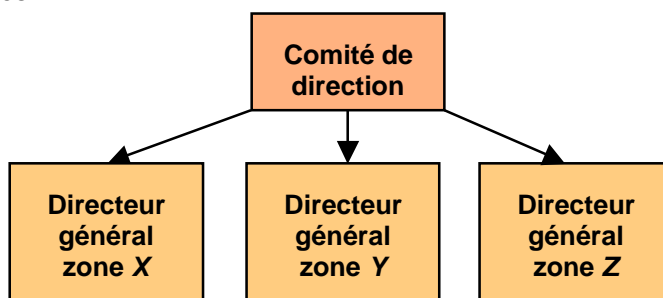 Comité de
direction
Directeur
général
zone X
Directeur
général
zone Y
Directeur
général
zone Z